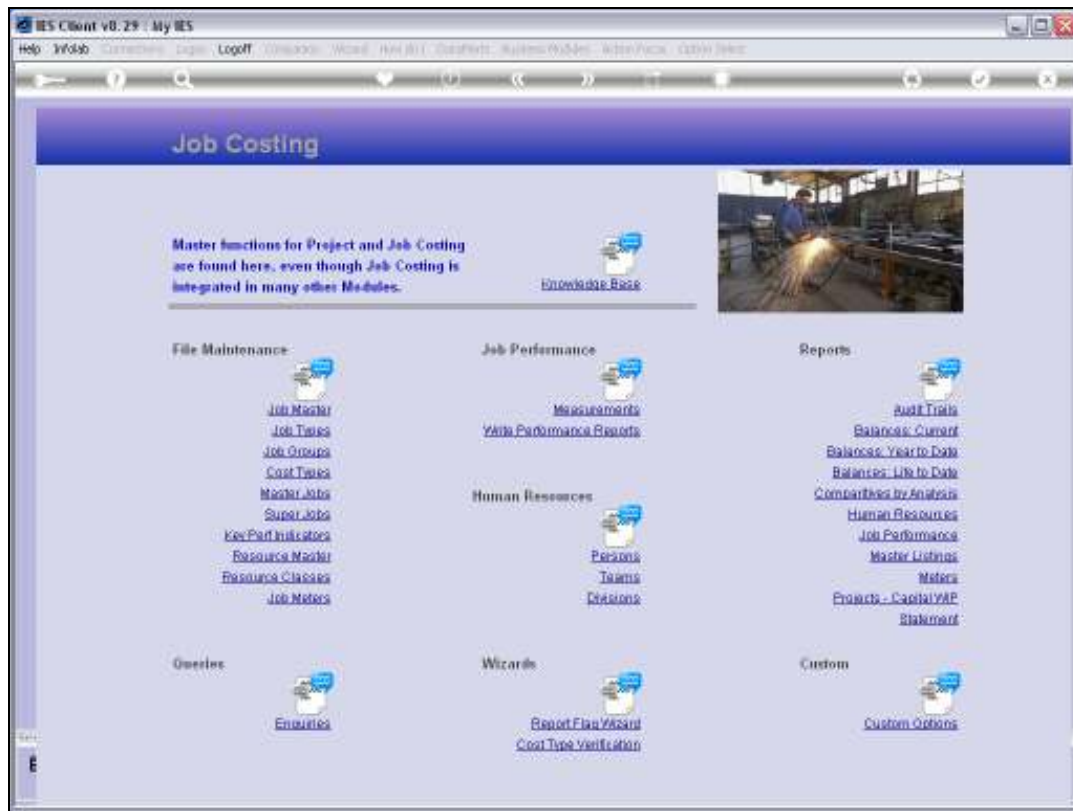 IES Client v8.29 : My IES
Help Infolab Logoff
Job Costing
Master functions for Project and Job Costing
are found here, even though Job Costing is
integrated in many other Modules.
Knowledge Base
File Maintenance
Job Master
Job Types
Job Groups
Cost Types
Master Jobs
Super Jobs
Key Perf Indicators
Resource Master
Resource Classes
Job Meters
Job Performance
Measurements
Write Performance Reports
Human Resources
Persons
Teams
Divisions
Reports
Audit Trails
Balances: Current
Balances: Year to Date
Balances: Life to Date
Comparitives by Analysis
Human Resources
Job Performance
Master Listings
Meters
Projects - Capital WIP
Statement
Queries
Enquiries
Wizards
Report Flag Wizard
Cost Type Verification
Custom
Custom Options